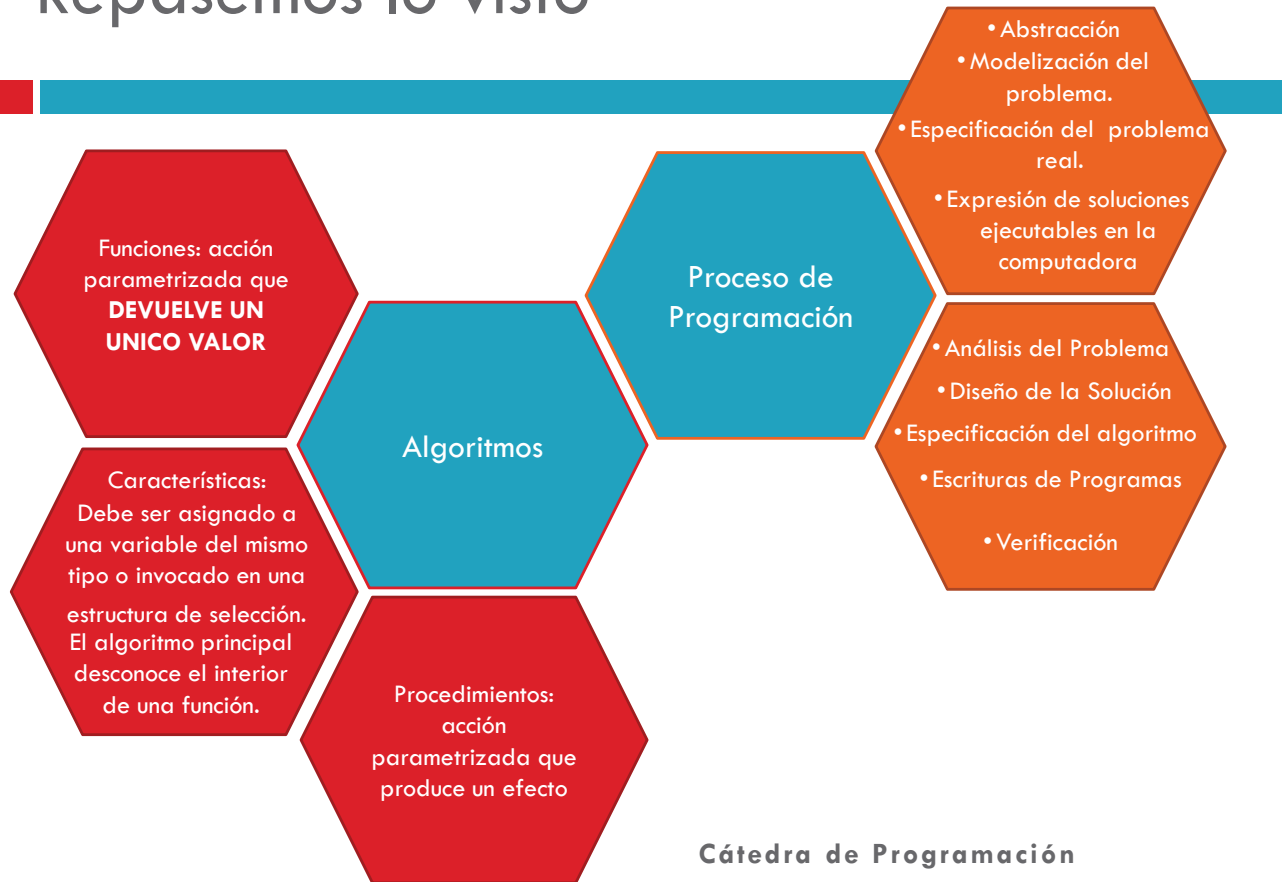 Repasemos lo visto
Funciones: acción
parametrizada que
DEVUELVE UN
UNICO VALOR
Características:
Debe ser asignado a
una variable del mismo
tipo o invocado en una
estructura de selección.
El algoritmo principal
desconoce el interior
de una función.
Algoritmos
Procedimientos:
acción
parametrizada que
produce un efecto
Proceso de
Programación
•Abstracción
•Modelización del
problema.
•Especificación del problema
real.
•Expresión de soluciones
ejecutables en la
computadora
•Análisis del Problema
•Diseño de la Solución
•Especificación del algoritmo
•Escrituras de Programas
•Verificación
Cátedra de Programación